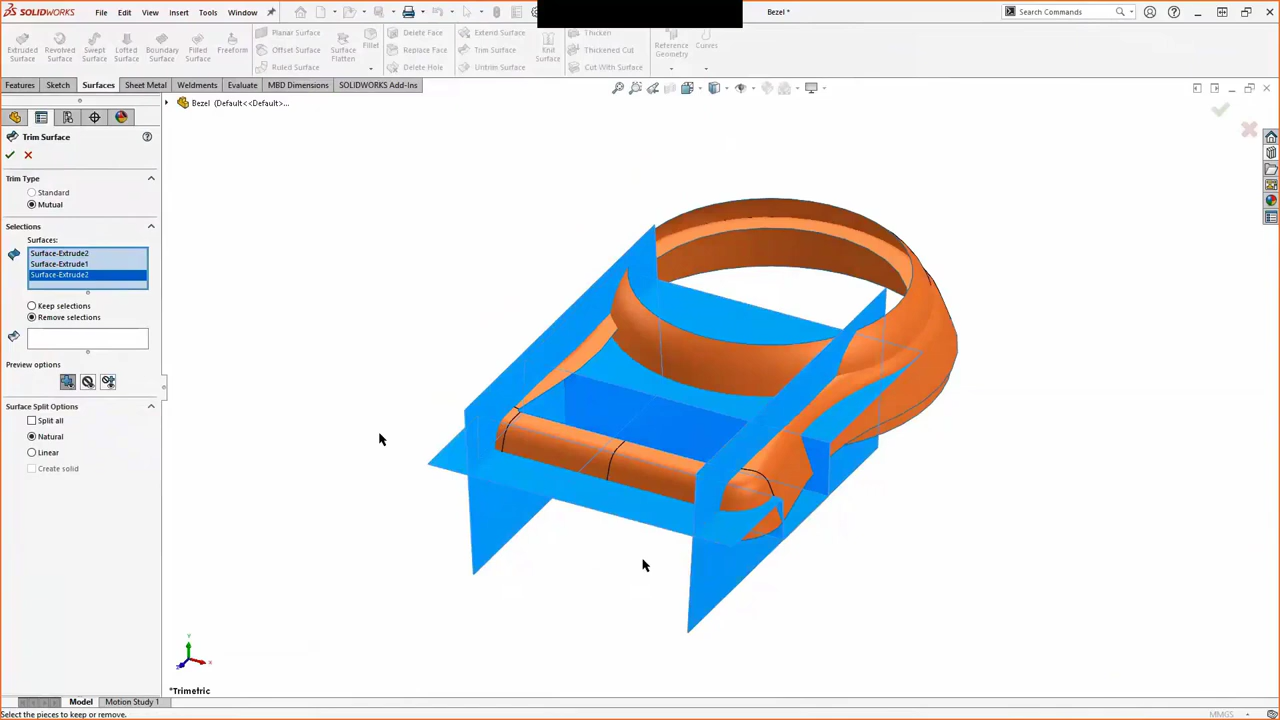 SOLIDWORKS File Edit View Insert Tools Window Bezel * Search Commands
Extruded Surface
Revolved Surface
Swept Surface
Lofted Surface
Boundary Surface
Filled Surface
Freeform
Planar Surface
Offset Surface
Ruled Surface
Surface Flatten
Fillet
Delete Face
Replace Face
Delete Hole
Extend Surface
Trim Surface
Untrim Surface
Knit Surface
Thicken
Thickened Cut
Cut With Surface
Reference Geometry
Curves
Features Sketch Surfaces Sheet Metal Weldments Evaluate MBD Dimensions SOLIDWORKS Add-Ins
Bezel (Default<<Default>...
Trim Surface
Trim Type
Standard
Mutual
Selections
Surfaces:
Surface-Extrude2
Surface-Extrude1
Surface-Extrude2
Keep selections
Remove selections
Preview options
Surface Split Options
Split all
Natural
Linear
Create solid
Y
X
Z
*Trimetric
Model Motion Study 1
Select the pieces to keep or remove. MMGS